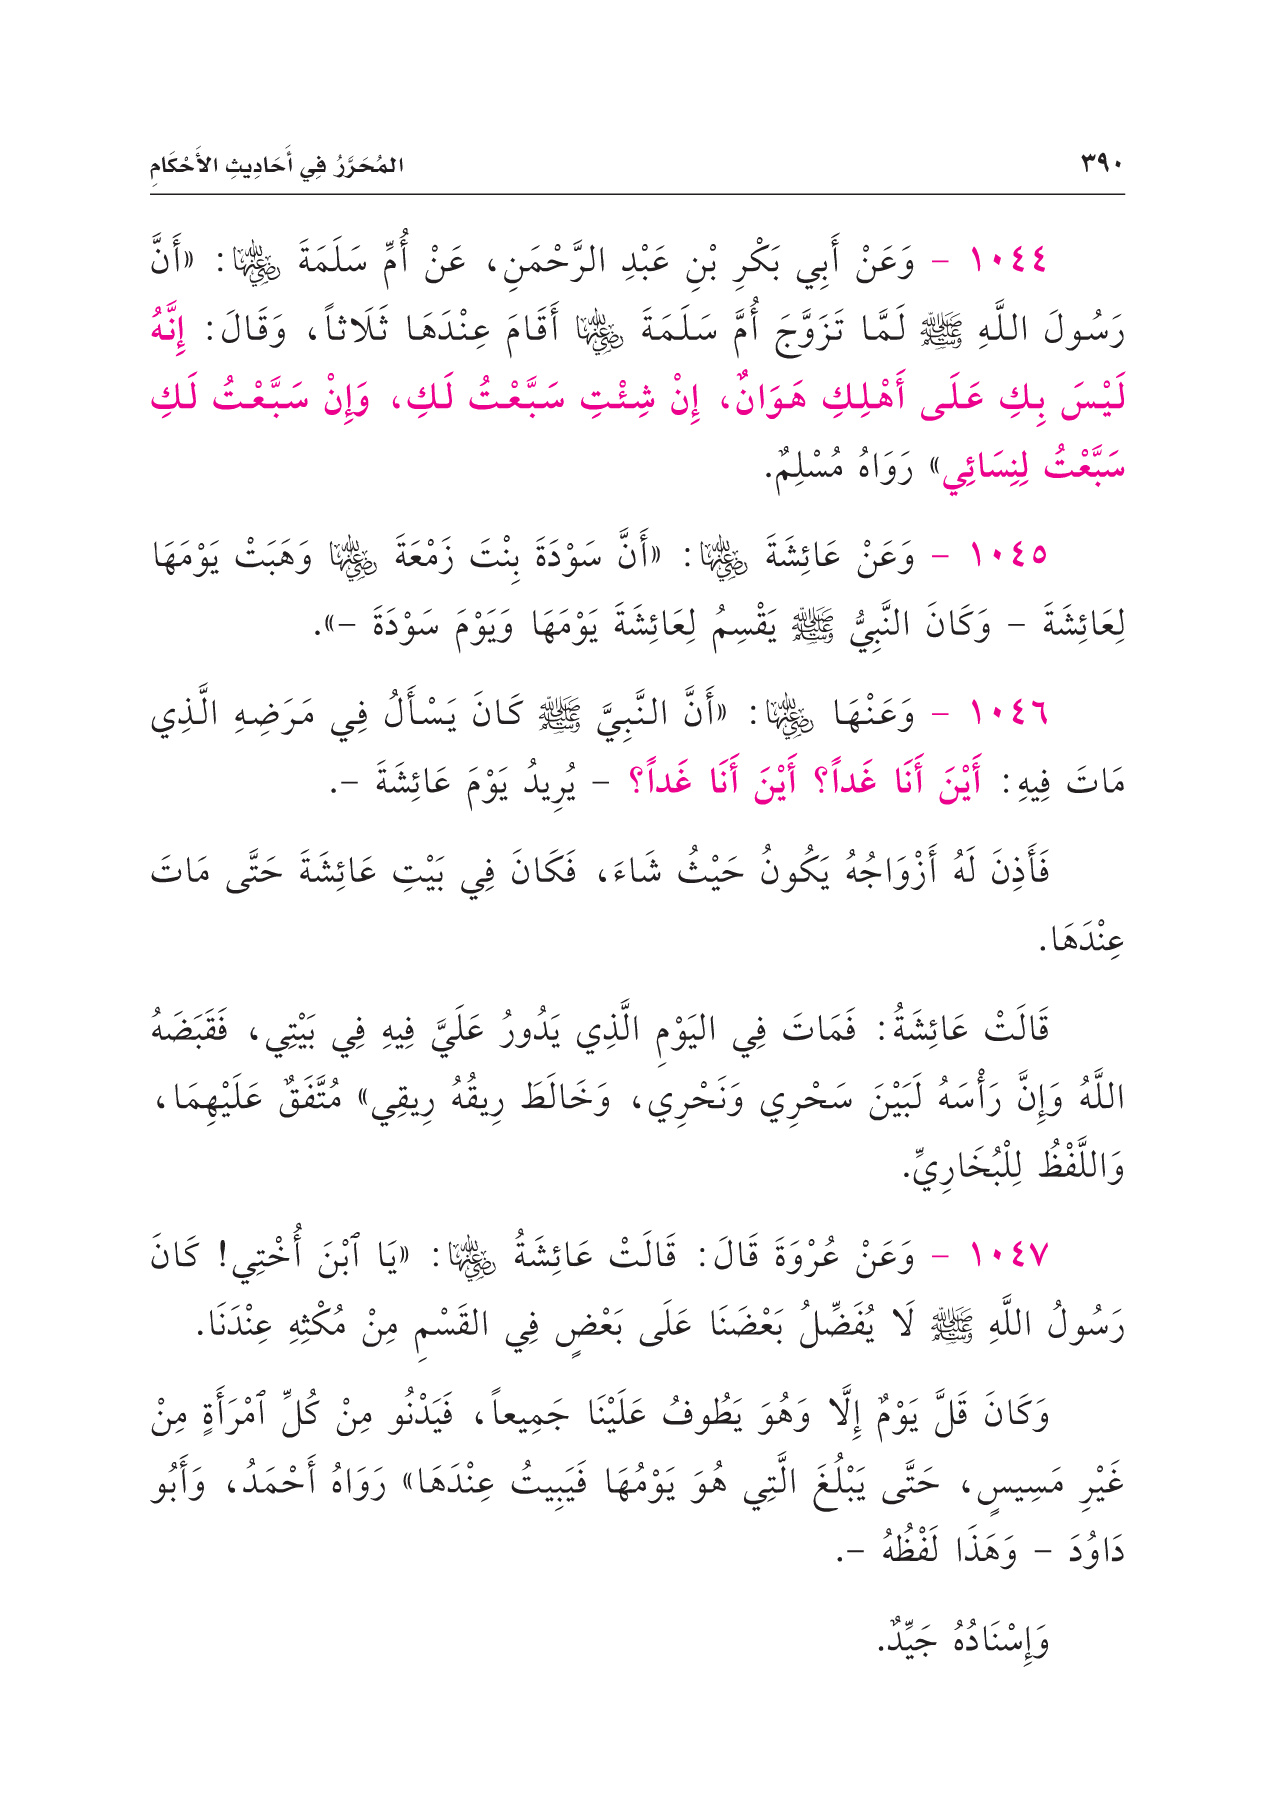 ٣٩٠ المُحَرَّرُ فِي أَحَادِيثِ الأَحْكَامِ
١٠٤٤ - وَعَنْ أَبِي بَكْرِ بْنِ عَبْدِ الرَّحْمَنِ، عَنْ أُمِّ سَلَمَةَ رضي الله عنها: «أَنَّ
رَسُولَ اللَّهِ ﷺ لَمَّا تَزَوَّجَ أُمَّ سَلَمَةَ رضي الله عنها أَقَامَ عِنْدَهَا ثَلَاثاً، وَقَالَ: إِنَّهُ
لَيْسَ بِكِ عَلَى أَهْلِكِ هَوَانٌ، إِنْ شِئْتِ سَبَّعْتُ لَكِ، وَإِنْ سَبَّعْتُ لَكِ
سَبَّعْتُ لِنِسَائِي» رَوَاهُ مُسْلِمٌ.
١٠٤٥ - وَعَنْ عَائِشَةَ رضي الله عنها: «أَنَّ سَوْدَةَ بِنْتَ زَمْعَةَ رضي الله عنها وَهَبَتْ يَوْمَهَا
لِعَائِشَةَ - وَكَانَ النَّبِيُّ ﷺ يَقْسِمُ لِعَائِشَةَ يَوْمَهَا وَيَوْمَ سَوْدَةَ -».
١٠٤٦ - وَعَنْهَا رضي الله عنها: «أَنَّ النَّبِيَّ ﷺ كَانَ يَسْأَلُ فِي مَرَضِهِ الَّذِي
مَاتَ فِيهِ: أَيْنَ أَنَا غَداً؟ أَيْنَ أَنَا غَداً؟ - يُرِيدُ يَوْمَ عَائِشَةَ -.
فَأَذِنَ لَهُ أَزْوَاجُهُ يَكُونُ حَيْثُ شَاءَ، فَكَانَ فِي بَيْتِ عَائِشَةَ حَتَّى مَاتَ
عِنْدَهَا.
قَالَتْ عَائِشَةُ: فَمَاتَ فِي اليَوْمِ الَّذِي يَدُورُ عَلَيَّ فِيهِ فِي بَيْتِي، فَقَبَضَهُ
اللَّهُ وَإِنَّ رَأْسَهُ لَبَيْنَ سَحْرِي وَنَحْرِي، وَخَالَطَ رِيقُهُ رِيقِي» مُتَّفَقٌ عَلَيْهِمَا،
وَاللَّفْظُ لِلْبُخَارِيِّ.
١٠٤٧ - وَعَنْ عُرْوَةَ قَالَ: قَالَتْ عَائِشَةُ رضي الله عنها: «يَا ٱبْنَ أُخْتِي! كَانَ
رَسُولُ اللَّهِ ﷺ لَا يُفَضِّلُ بَعْضَنَا عَلَى بَعْضٍ فِي القَسْمِ مِنْ مُكْثِهِ عِنْدَنَا.
وَكَانَ قَلَّ يَوْمٌ إِلَّا وَهُوَ يَطُوفُ عَلَيْنَا جَمِيعاً، فَيَدْنُو مِنْ كُلِّ ٱمْرَأَةٍ مِنْ
غَيْرِ مَسِيسٍ، حَتَّى يَبْلُغَ الَّتِي هُوَ يَوْمُهَا فَيَبِيتُ عِنْدَهَا» رَوَاهُ أَحْمَدُ، وَأَبُو
دَاوُدَ - وَهَذَا لَفْظُهُ -.
وَإِسْنَادُهُ جَيِّدٌ.